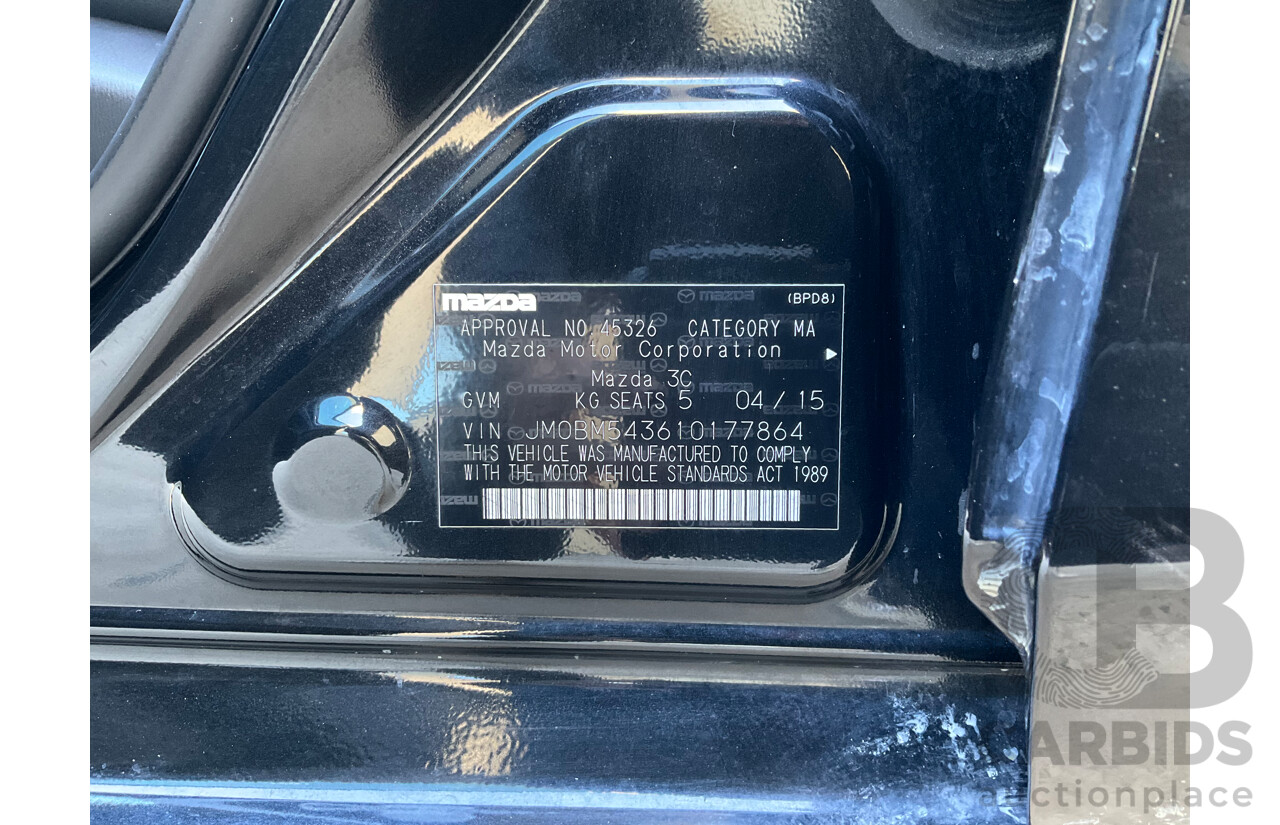 mazda (BPD8)
APPROVAL NO. 45326 CATEGORY MA
Mazda Motor Corporation
Mazda 3C
GVM KG SEATS 5 04/15
VIN JM0BM543610177864
THIS VEHICLE WAS MANUFACTURED TO COMPLY
WITH THE MOTOR VEHICLE STANDARDS ACT 1989
B
ARBIDS
auctionplace